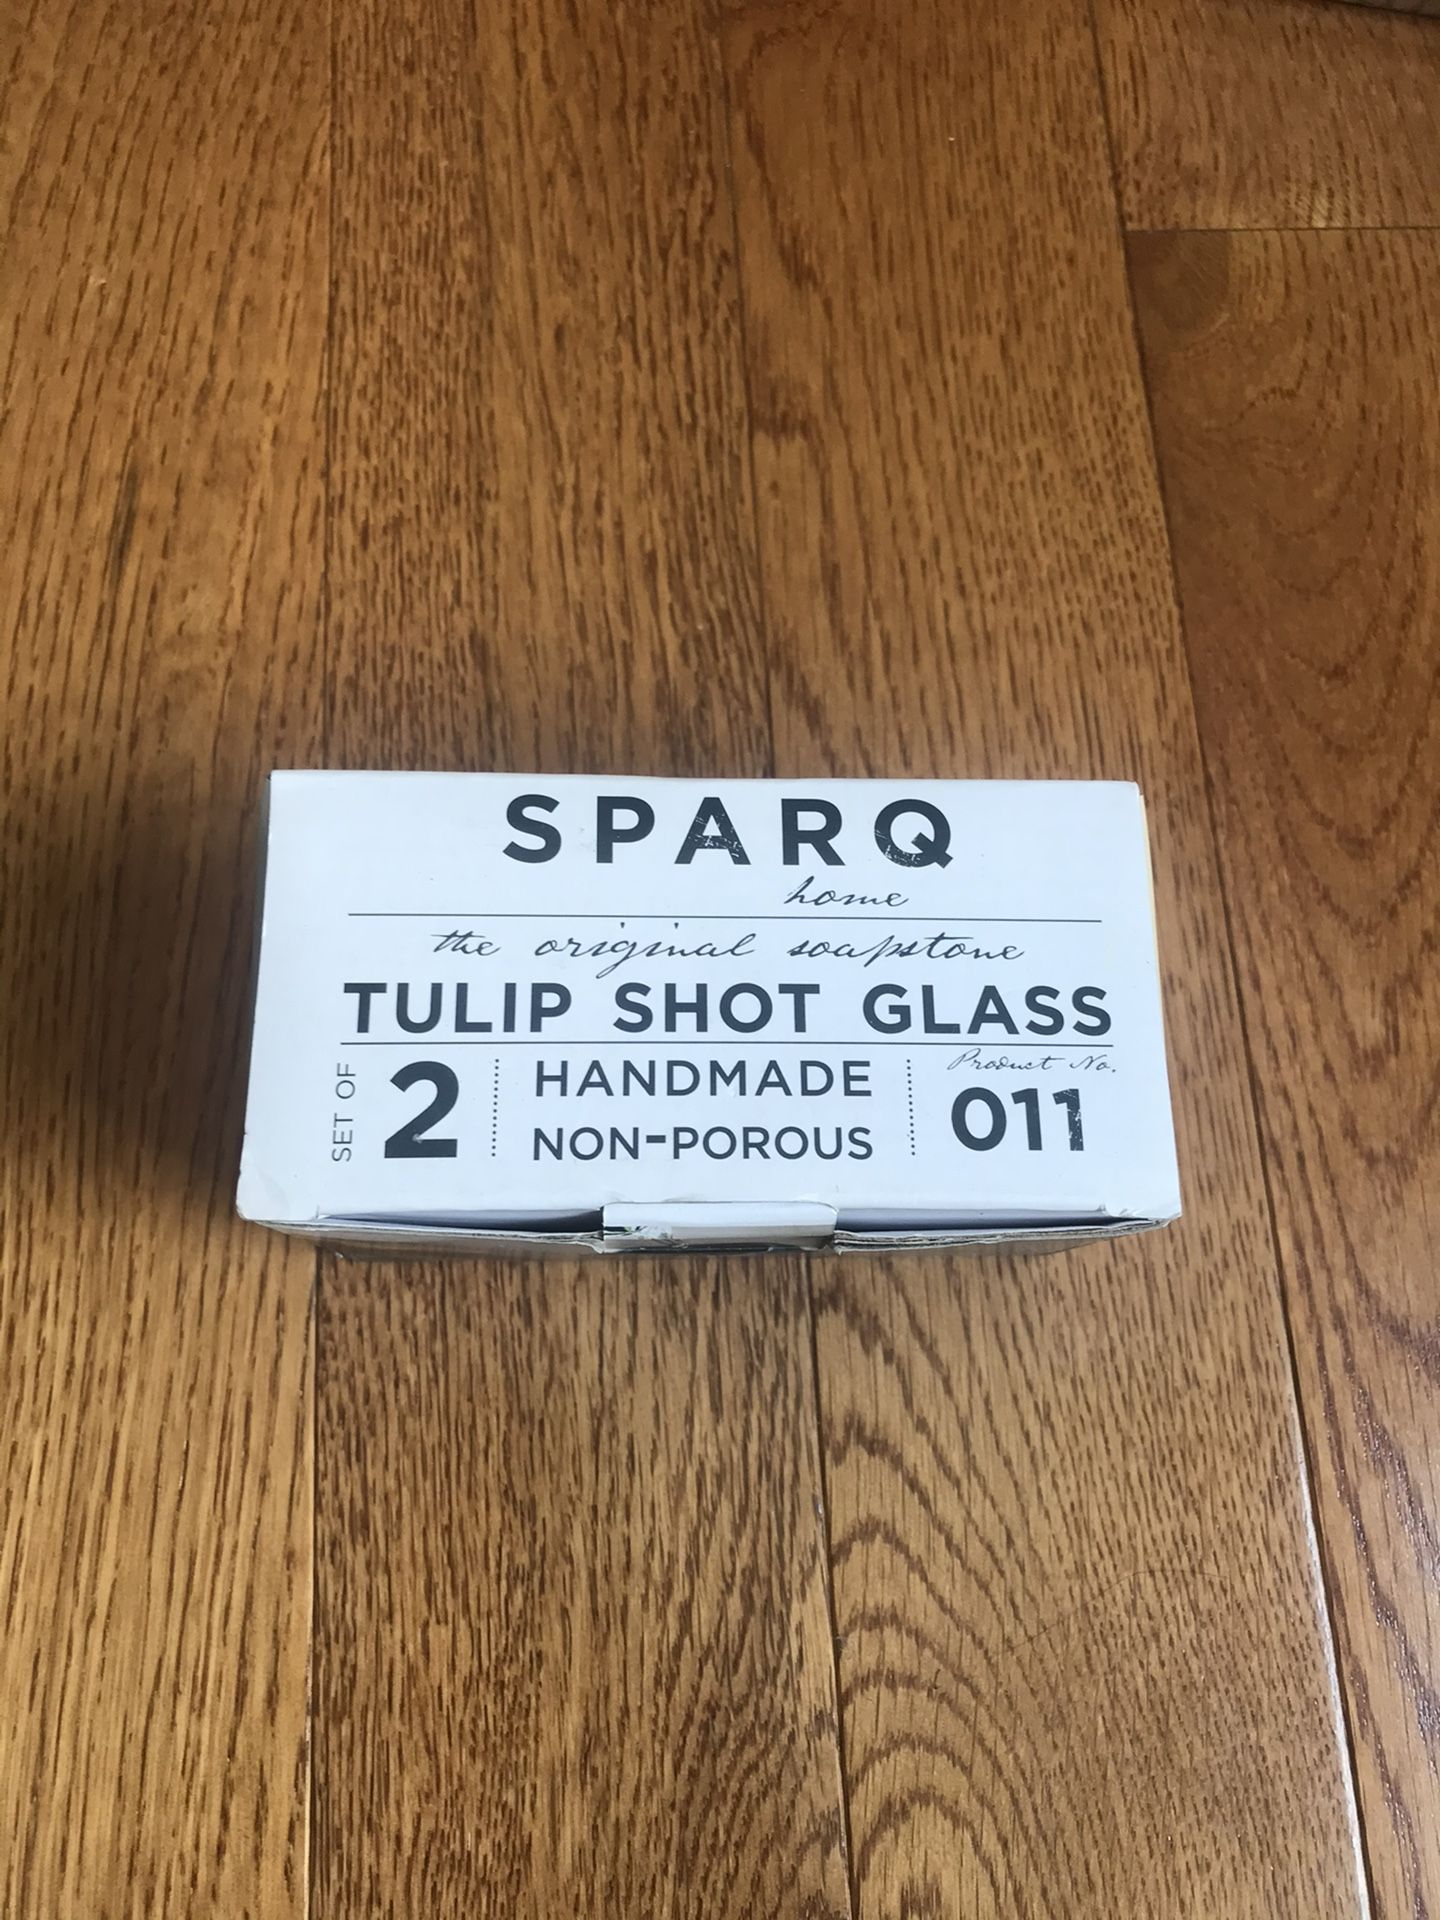 SPARQ
home
the original soapstone
TULIP SHOT GLASS
SET OF
2
HANDMADE
NON-POROUS
Product No.
011